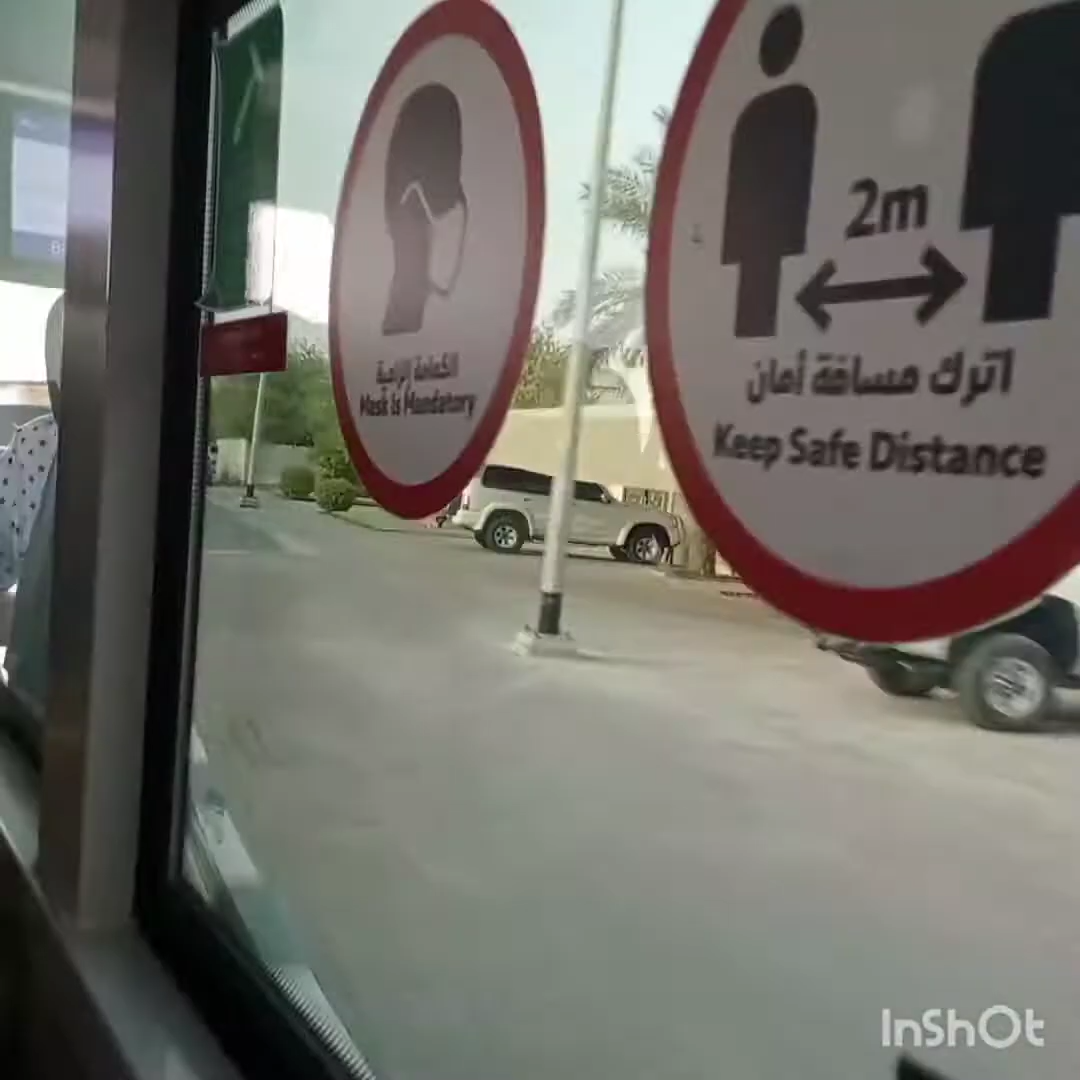 الكمامة إلزامية
Mask is Mandatory
2m
اترك مسافة أمان
Keep Safe Distance
InShOt